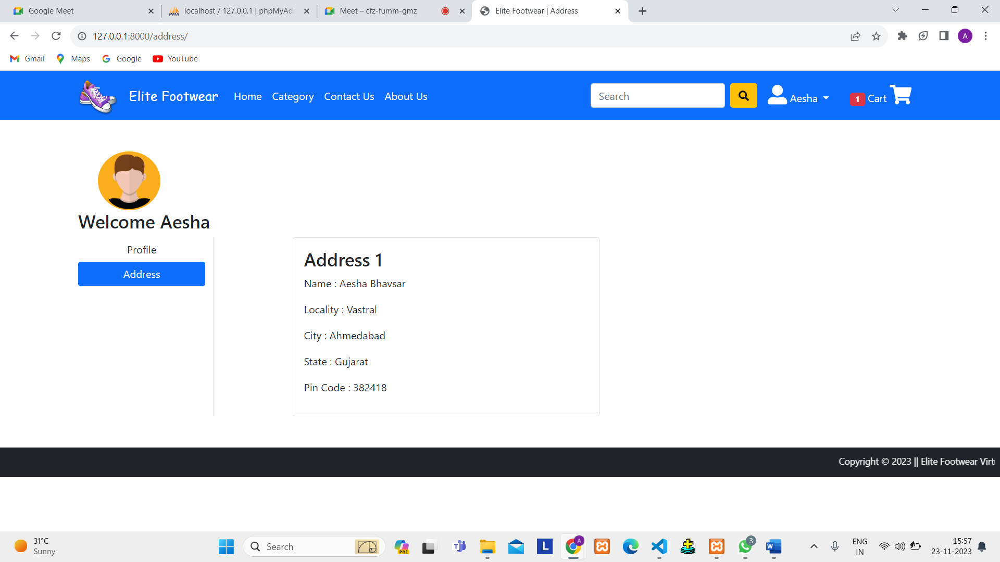 Google Meet
localhost / 127.0.0.1 | phpMyAdr
Meet – cfz-fumm-gmz
Elite Footwear | Address
127.0.0.1:8000/address/
A
Gmail
Maps
Google
YouTube
Elite Footwear
Home
Category
Contact Us
About Us
Search
Aesha
1 Cart
Welcome Aesha
Profile
Address
Address 1
Name : Aesha Bhavsar
Locality : Vastral
City : Ahmedabad
State : Gujarat
Pin Code : 382418
Copyright © 2023 || Elite Footwear Virt
31°C
Sunny
Search
PRE
L
A
3
W
ENG
IN
15:57
23-11-2023